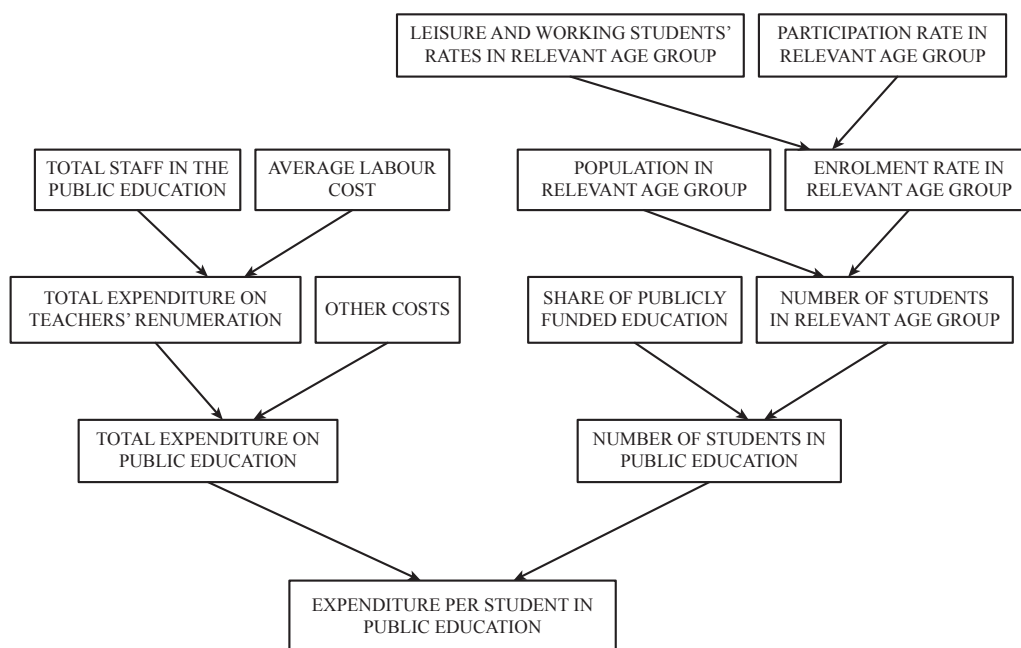 LEISURE AND WORKING STUDENTS’
RATES IN RELEVANT AGE GROUP
PARTICIPATION RATE IN
RELEVANT AGE GROUP
TOTAL STAFF IN THE
PUBLIC EDUCATION
AVERAGE LABOUR
COST
POPULATION IN
RELEVANT AGE GROUP
ENROLMENT RATE IN
RELEVANT AGE GROUP
TOTAL EXPENDITURE ON
TEACHERS’ RENUMERATION
OTHER COSTS
SHARE OF PUBLICLY
FUNDED EDUCATION
NUMBER OF STUDENTS
IN RELEVANT AGE GROUP
TOTAL EXPENDITURE ON
PUBLIC EDUCATION
NUMBER OF STUDENTS IN
PUBLIC EDUCATION
EXPENDITURE PER STUDENT IN
PUBLIC EDUCATION